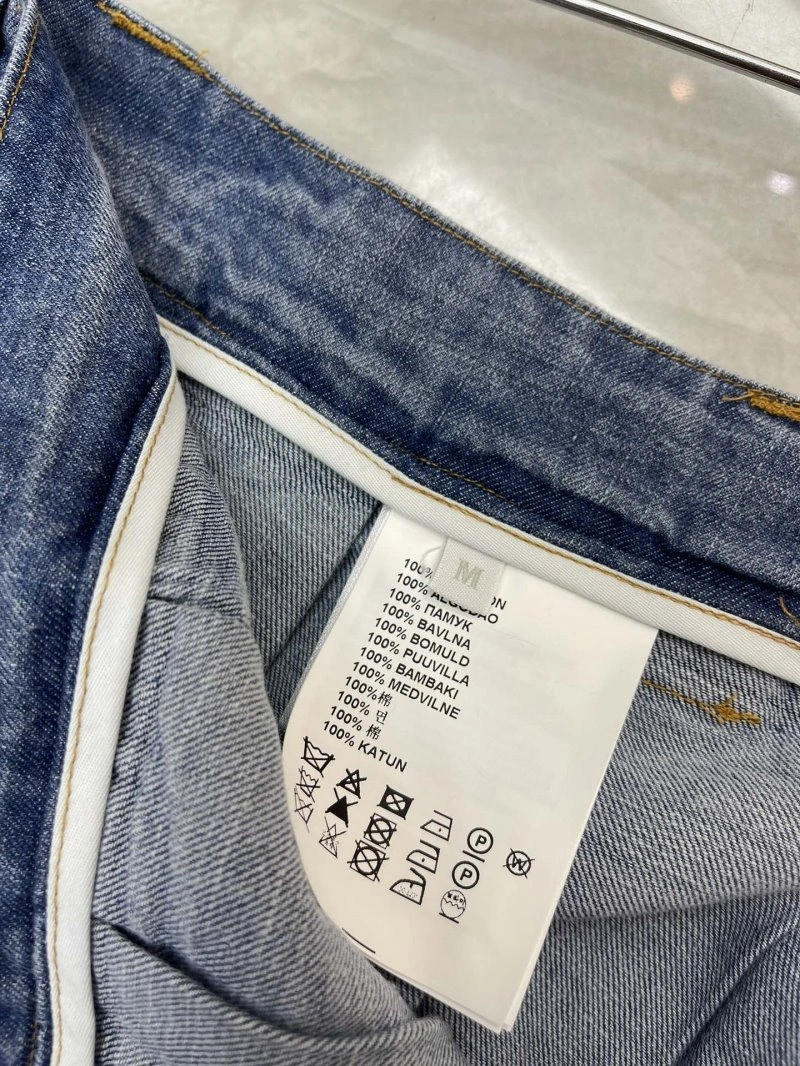 M
100%
100% ALGODAO
100% ПАМУК
100% BAVLNA
100% BOMULD
100% PUUVILLA
100% BAMBAKI
100% MEDVILNE
100%棉
100% 면
100% 棉
100% KATUN
P
W
P